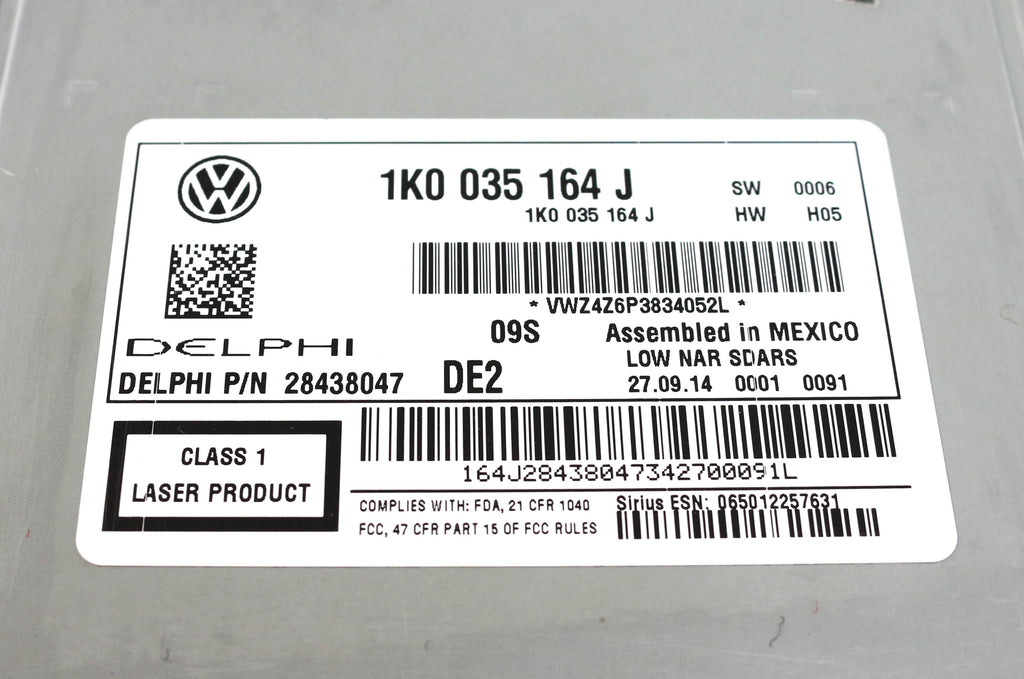 1K0 035 164 J
SW 0006
1K0 035 164 J
HW H05
* VWZ4Z6P3834052L *
09S
Assembled in MEXICO
DELPHI
LOW NAR SDARS
DELPHI P/N 28438047
DE2
27.09.14 0001 0091
CLASS 1
LASER PRODUCT
164J28438047342700091L
COMPLIES WITH: FDA, 21 CFR 1040
FCC, 47 CFR PART 15 OF FCC RULES
Sirius ESN: 065012257631